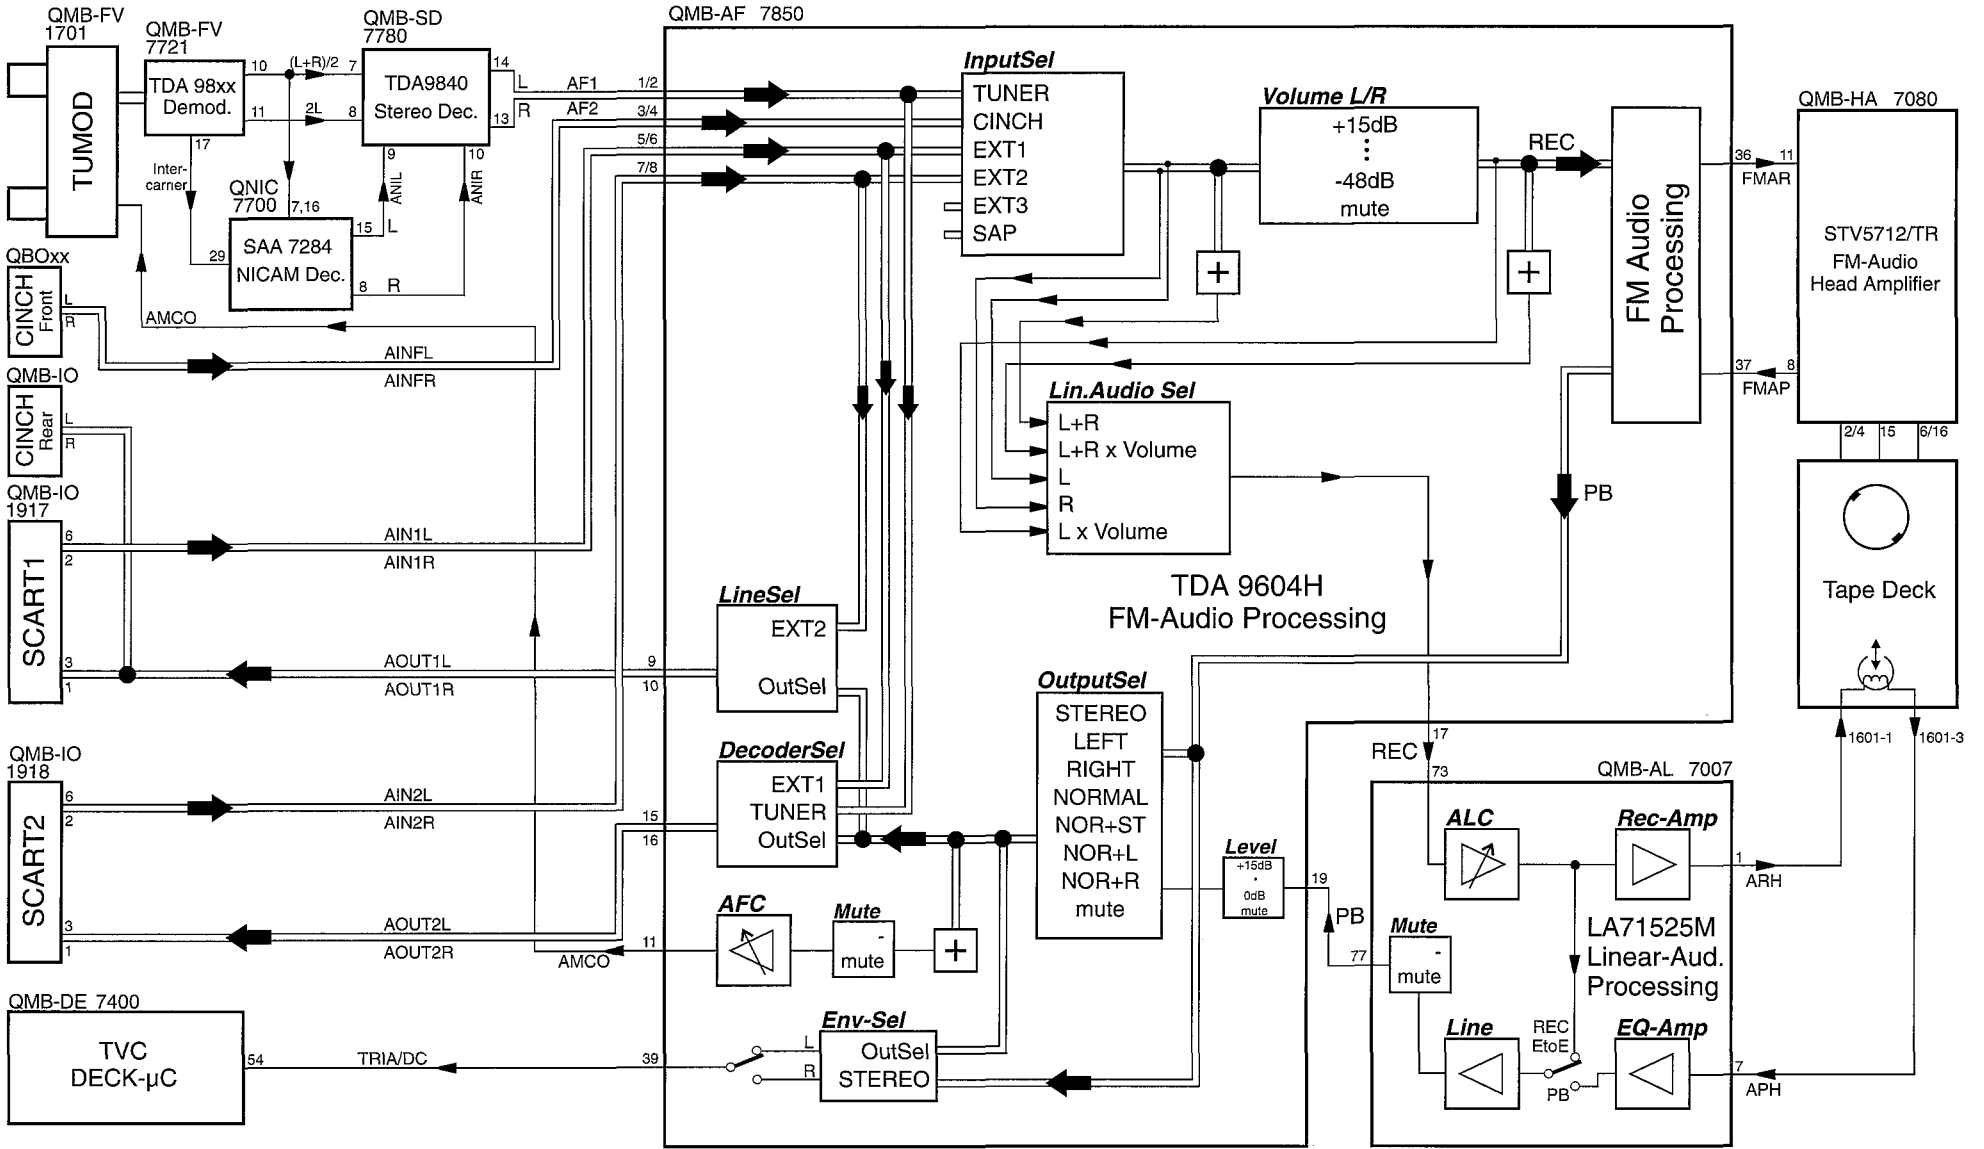 QMB-FV
1701
TUMOD
QMB-FV
7721
TDA 98xx
Demod.
10
11
17
(L+R)/2
2L
7
8
QMB-SD
7780
TDA9840
Stereo Dec.
14
13
L
R
9
10
ANIL
ANIR
Inter-
carrier
QNIC
7700
7,16
SAA 7284
NICAM Dec.
29
15
L
8
R
AMCO
QBOxx
CINCH
Front
L
R
AINFL
AINFR
QMB-IO
CINCH
Rear
L
R
QMB-IO
1917
SCART1
6
2
3
1
AIN1L
AIN1R
AOUT1L
AOUT1R
QMB-IO
1918
SCART2
6
2
3
1
AIN2L
AIN2R
AOUT2L
AOUT2R
QMB-DE 7400
TVC
DECK-µC
54
TRIA/DC
39
QMB-AF 7850
AF1
AF2
1/2
3/4
5/6
7/8
9
10
15
16
11
AMCO
InputSel
TUNER
CINCH
EXT1
EXT2
EXT3
SAP
Volume L/R
+15dB
-48dB
mute
REC
+
+
FM Audio
Processing
36
FMAR
11
37
FMAP
8
QMB-HA 7080
STV5712/TR
FM-Audio
Head Amplifier
2/4
15
6/16
Tape Deck
1601-1
1601-3
Lin.Audio Sel
L+R
L+R x Volume
L
R
L x Volume
PB
TDA 9604H
FM-Audio Processing
LineSel
EXT2
OutSel
DecoderSel
EXT1
TUNER
OutSel
OutputSel
STEREO
LEFT
RIGHT
NORMAL
NOR+ST
NOR+L
NOR+R
mute
Level
+15dB
0dB
mute
19
PB
77
AFC
Mute
-
mute
+
Env-Sel
OutSel
STEREO
L
R
17
REC
73
QMB-AL 7007
ALC
Rec-Amp
1
ARH
LA71525M
Linear-Aud.
Processing
Mute
-
mute
Line
REC
EtoE
PB
EQ-Amp
7
APH